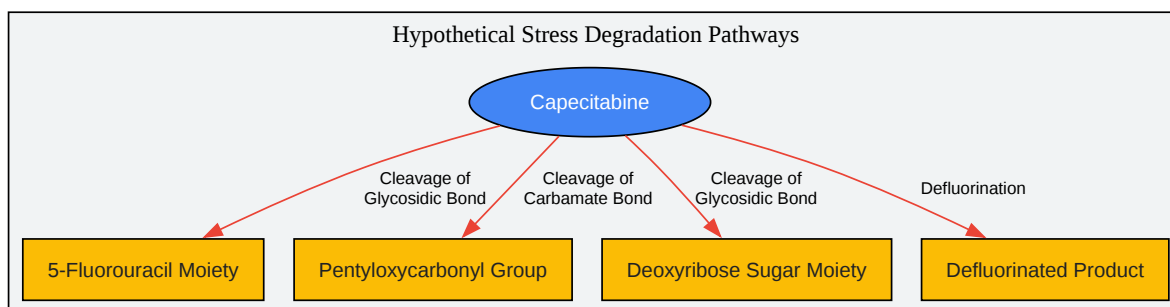 Hypothetical Stress Degradation Pathways
Capecitabine
Cleavage of
Glycosidic Bond
Cleavage of
Carbamate Bond
Cleavage of
Glycosidic Bond
Defluorination
5-Fluorouracil Moiety
Pentyloxycarbonyl Group
Deoxyribose Sugar Moiety
Defluorinated Product